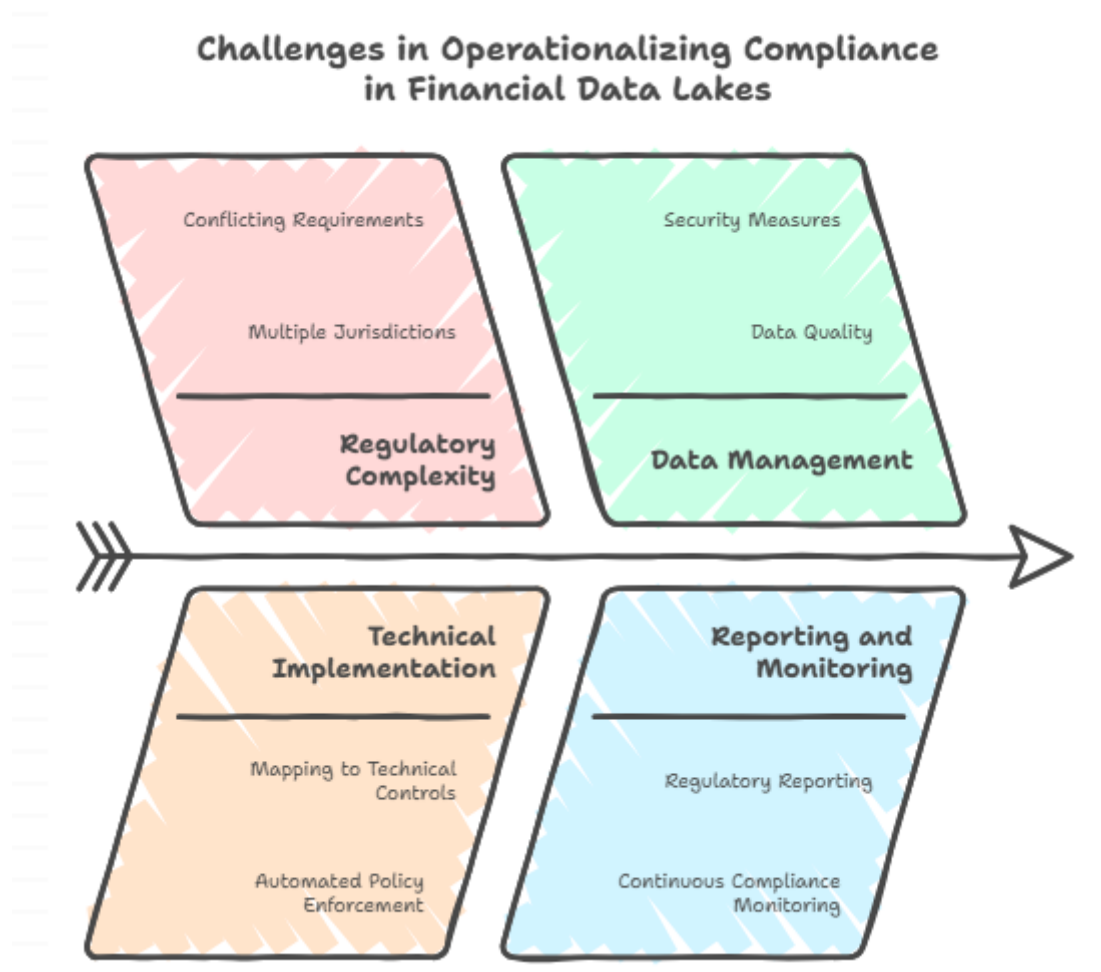 Challenges in Operationalizing Compliance
in Financial Data Lakes
Conflicting Requirements
Multiple Jurisdictions
Regulatory
Complexity
Security Measures
Data Quality
Data Management
Technical
Implementation
Mapping to Technical
Controls
Automated Policy
Enforcement
Reporting and
Monitoring
Regulatory Reporting
Continuous Compliance
Monitoring